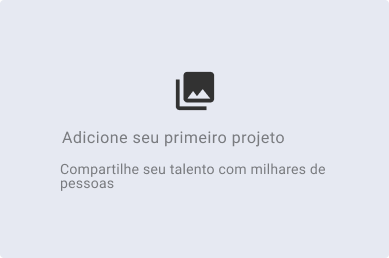 Adicione seu primeiro projeto
Compartilhe seu talento com milhares de
pessoas